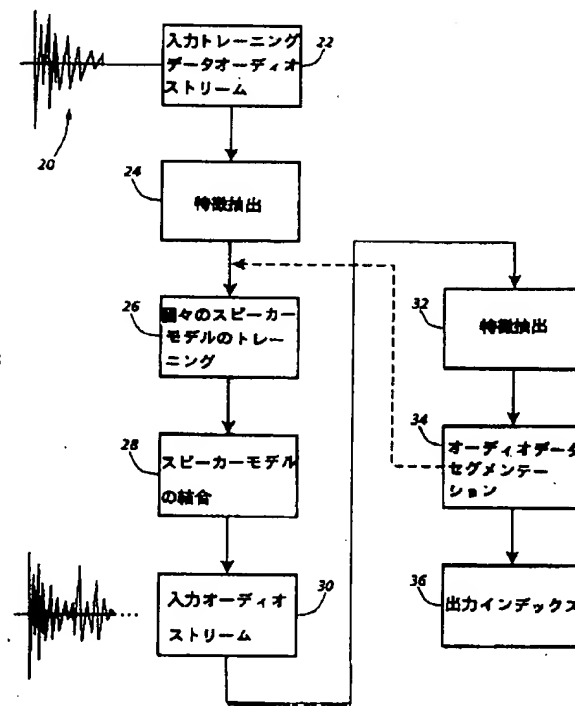 入力トレーニング
データオーディオ
ストリーム
22
20
24
特徴抽出
26
個々のスピーカー
モデルのトレー
ニング
28
スピーカーモデル
の結合
入力オーディオ
ストリーム
30
...
32
特徴抽出
34
オーディオデータ
セグメンテー
ション
36
出力インデックス